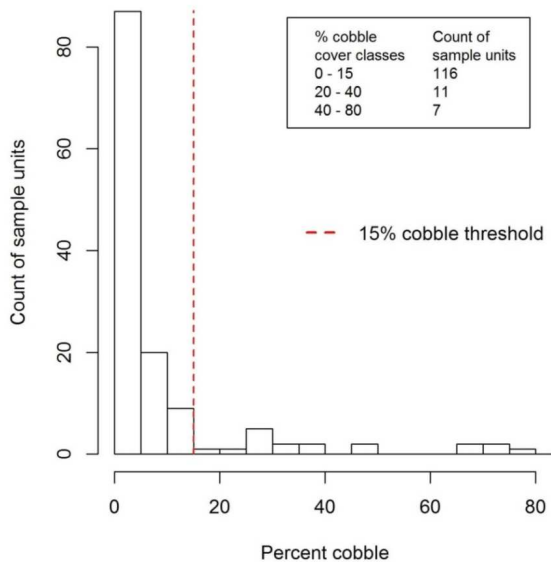 80
60
40
20
0
Count of sample units
% cobble Count of
cover classes sample units
0 - 15 116
20 - 40 11
40 - 80 7
15% cobble threshold
0 20 40 60 80
Percent cobble